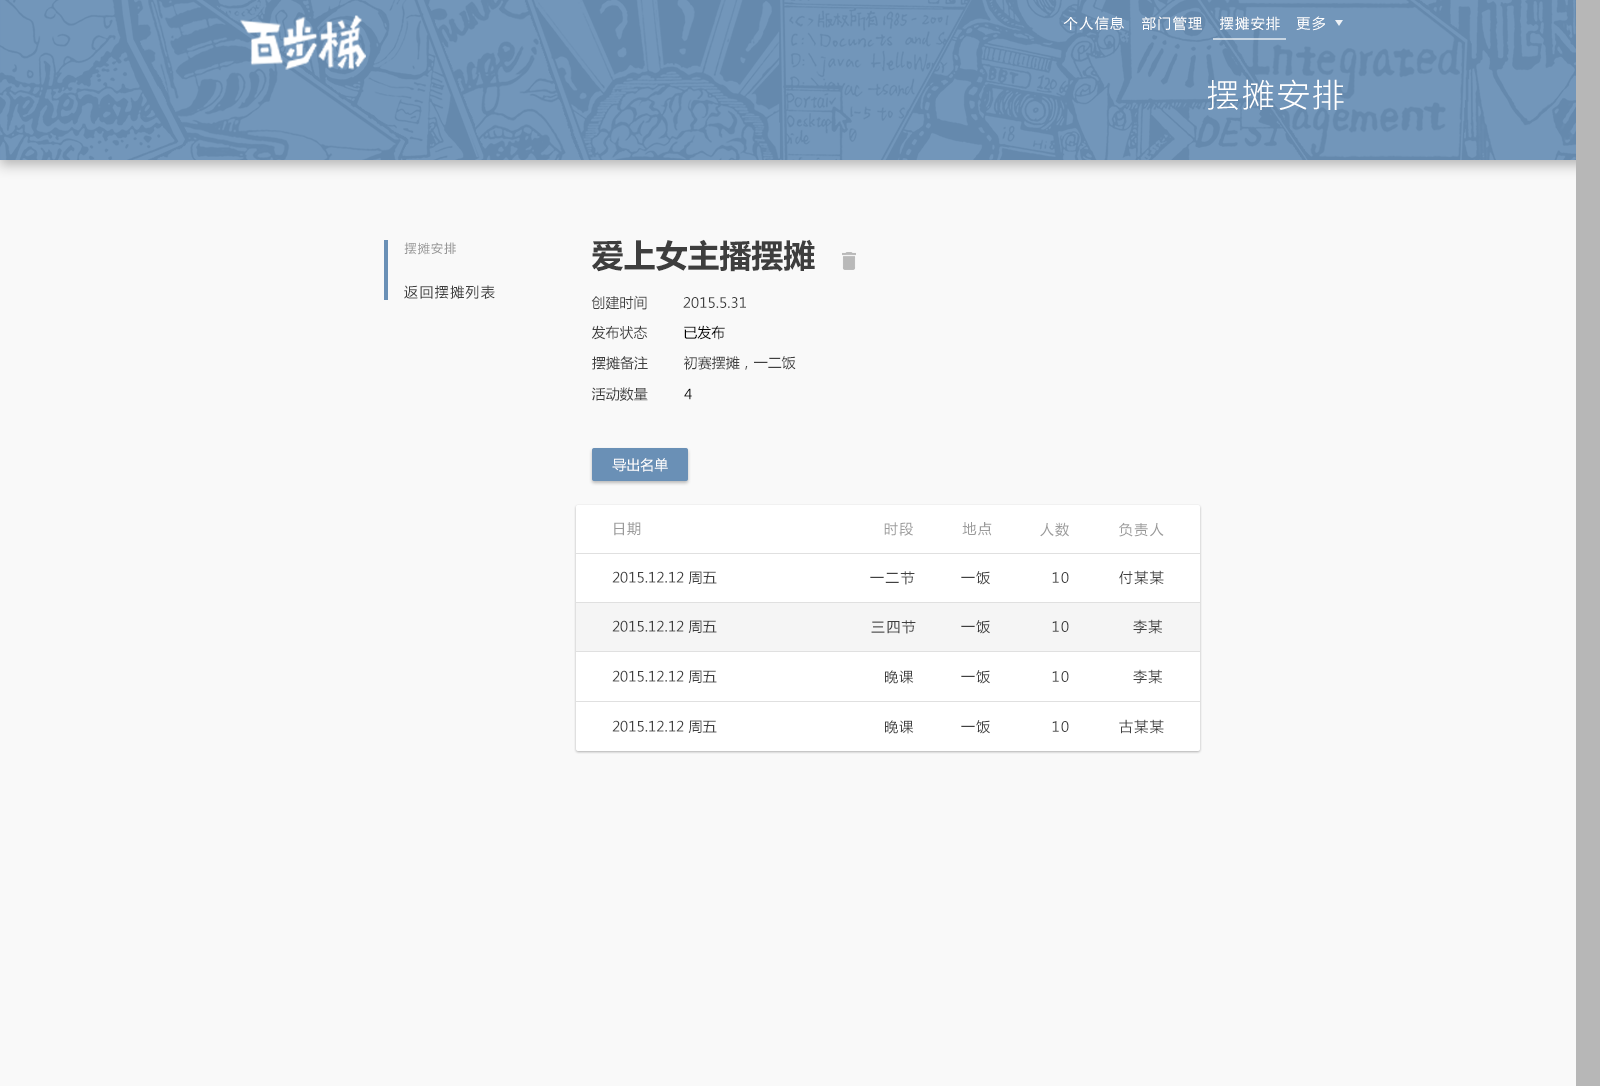 百步梯
个人信息 部门管理 摆摊安排 更多
摆摊安排
摆摊安排
返回摆摊列表
爱上女主播摆摊
创建时间 2015.5.31
发布状态 已发布
摆摊备注 初赛摆摊，一二饭
活动数量 4
导出名单
日期 时段 地点 人数 负责人
2015.12.12 周五 一二节 一饭 10 付某某
2015.12.12 周五 三四节 一饭 10 李某
2015.12.12 周五 晚课 一饭 10 李某
2015.12.12 周五 晚课 一饭 10 古某某